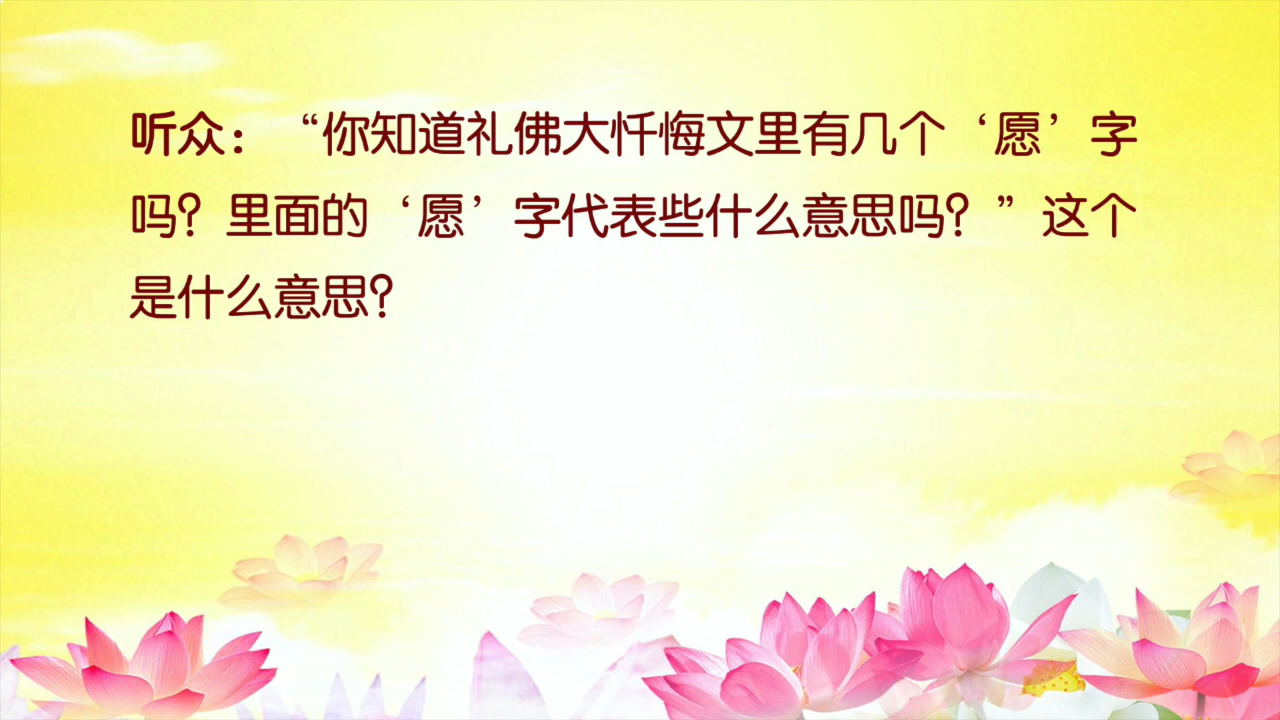 听众：“你知道礼佛大忏悔文里有几个‘愿’字
吗？里面的‘愿’字代表些什么意思吗？”这个
是什么意思？